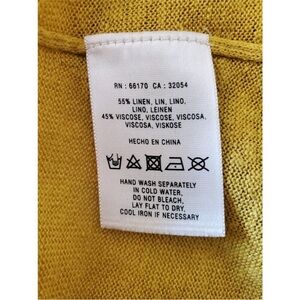 RN : 66170 CA : 32054
55% LINEN, LIN, LINO,
LINO, LEINEN
45% VISCOSE, VISCOSE, VISCOSA,
VISCOSA, VISKOSE
HECHO EN CHINA
HAND WASH SEPARATELY
IN COLD WATER.
DO NOT BLEACH.
LAY FLAT TO DRY.
COOL IRON IF NECESSARY